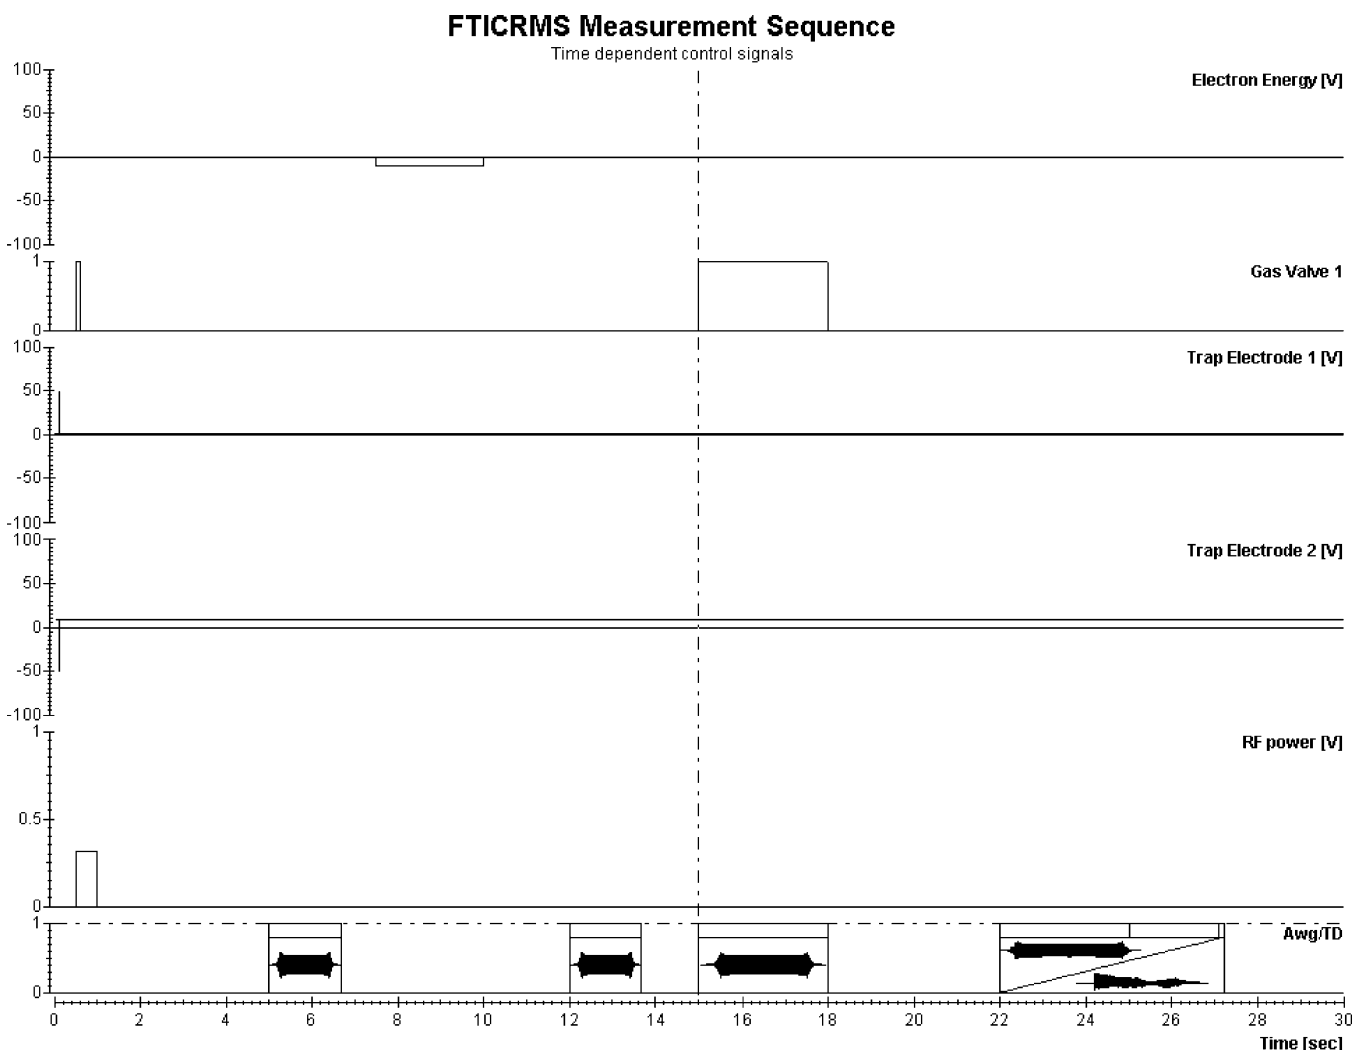 FTICRMS Measurement Sequence
Time dependent control signals
Electron Energy [V]
100
50
0
-50
-100
Gas Valve 1
1
0
Trap Electrode 1 [V]
100
50
0
-50
-100
Trap Electrode 2 [V]
100
50
0
-50
-100
RF power [V]
1
0.5
0
Awg/TD
1
0
0 2 4 6 8 10 12 14 16 18 20 22 24 26 28 30
Time [sec]